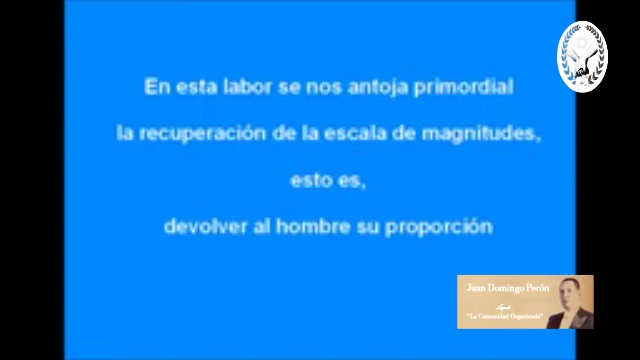 En esta labor se nos antoja primordial
la recuperación de la escala de magnitudes,
esto es,
devolver al hombre su proporción
Juan Domingo Perón
"La Comunidad Organizada"